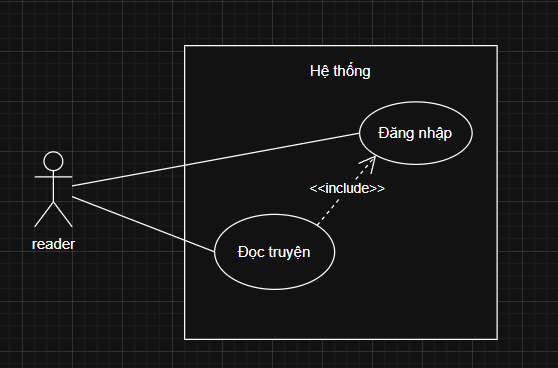 Hệ thống
Đăng nhập
<<include>>
reader
Đọc truyện